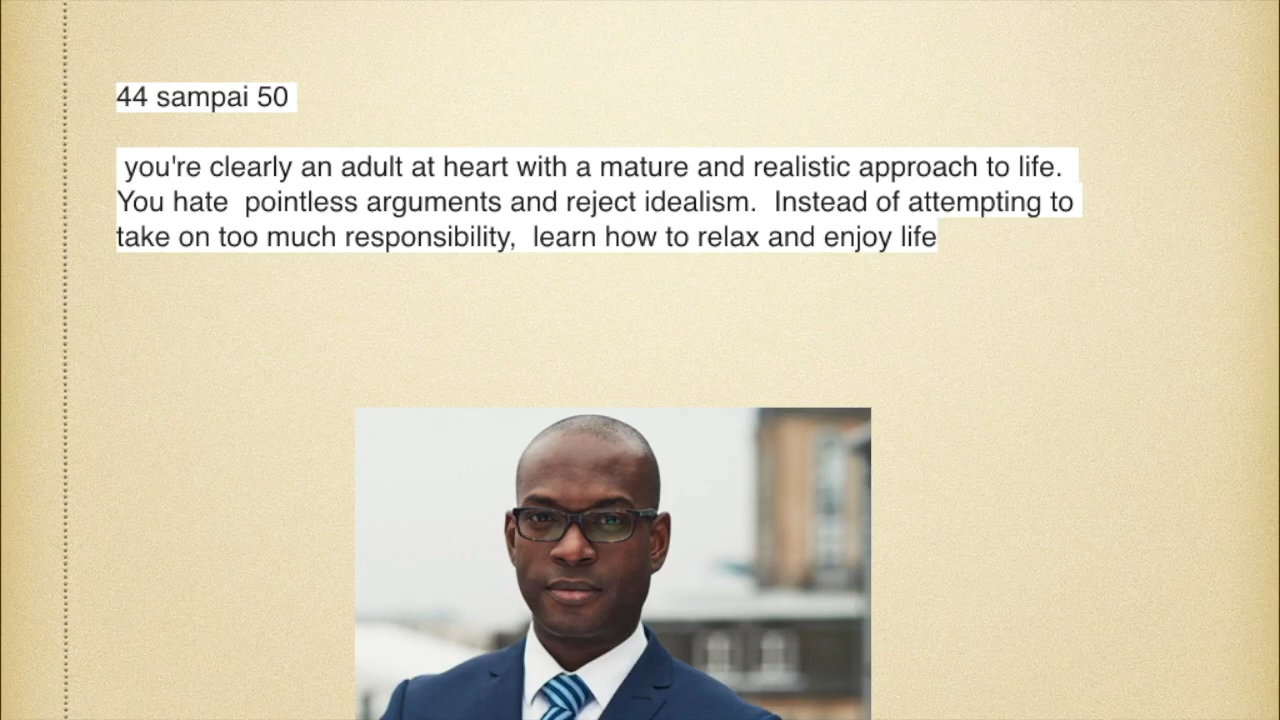 44 sampai 50
you're clearly an adult at heart with a mature and realistic approach to life.
You hate  pointless arguments and reject idealism.  Instead of attempting to
take on too much responsibility,  learn how to relax and enjoy life